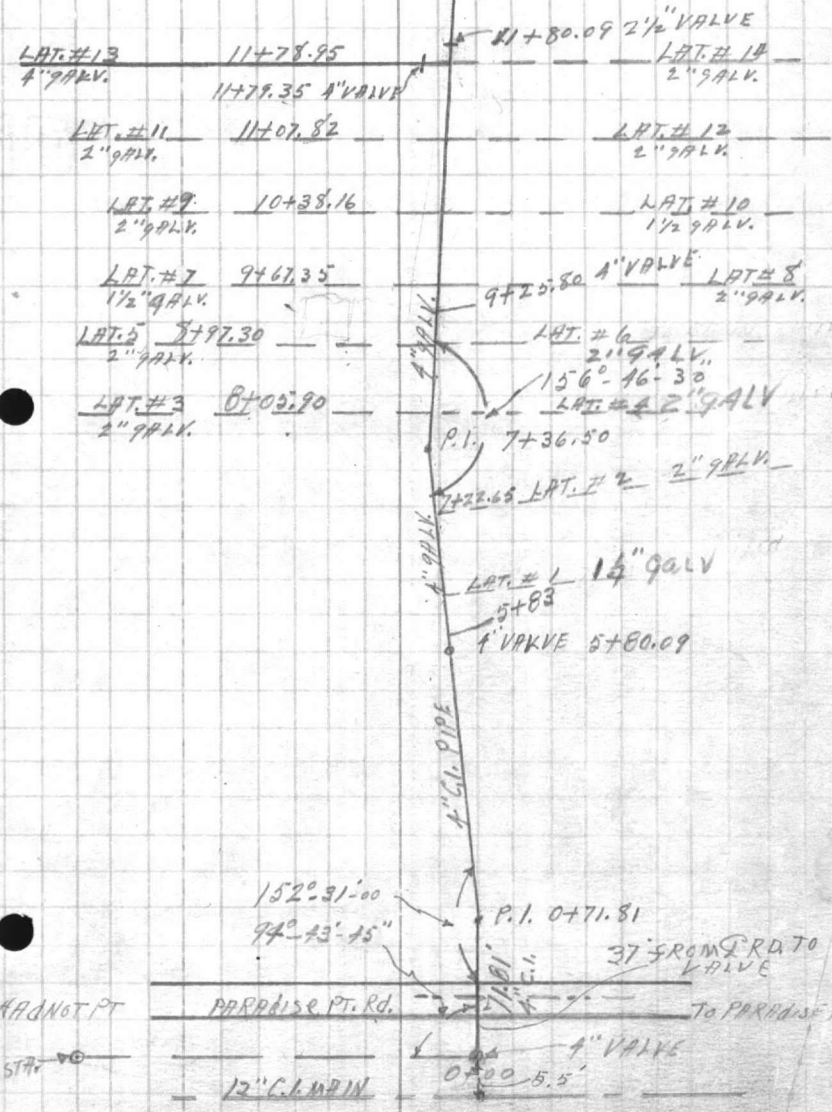 11+80.09 2½" VALVE
LAT. #13 11+78.95 LAT. #14
4" GALV. 2" GALV.
11+79.35 4" VALVE
LAT. #11 11+07.82 LAT. #12
2" GALV. 2" GALV.
LAT. #9 10+38.16 LAT. #10
2" GALV. 1½ GALV.
LAT. #7 9+67.35 9+25.80 4" VALVE LAT # 8
1½" GALV. 2" GALV.
LAT. 5 8+97.30 LAT. #6
2" GALV. 2" GALV.
4" GALV.
156°-46'-30
LAT. #3 8+05.90 LAT. #4 2" GALV
2" GALV.
P.I. 7+36.50
7+22.65 LAT. # 2 2" GALV.
4" GALV.
LAT. # 1 GALV
5+83
4" VALVE 5+80.09
4" C.I. PIPE
152°-31'-00
P.I. 0+71.81
94°-43'-45"
71.81'
4" C.I.
37' FROM ℄ RD. TO
VALVE
HADNOT PT PARADISE PT. Rd. TO PARADISE
STA. 4" VALVE
0+00 5.5'
12" C.I. MAIN